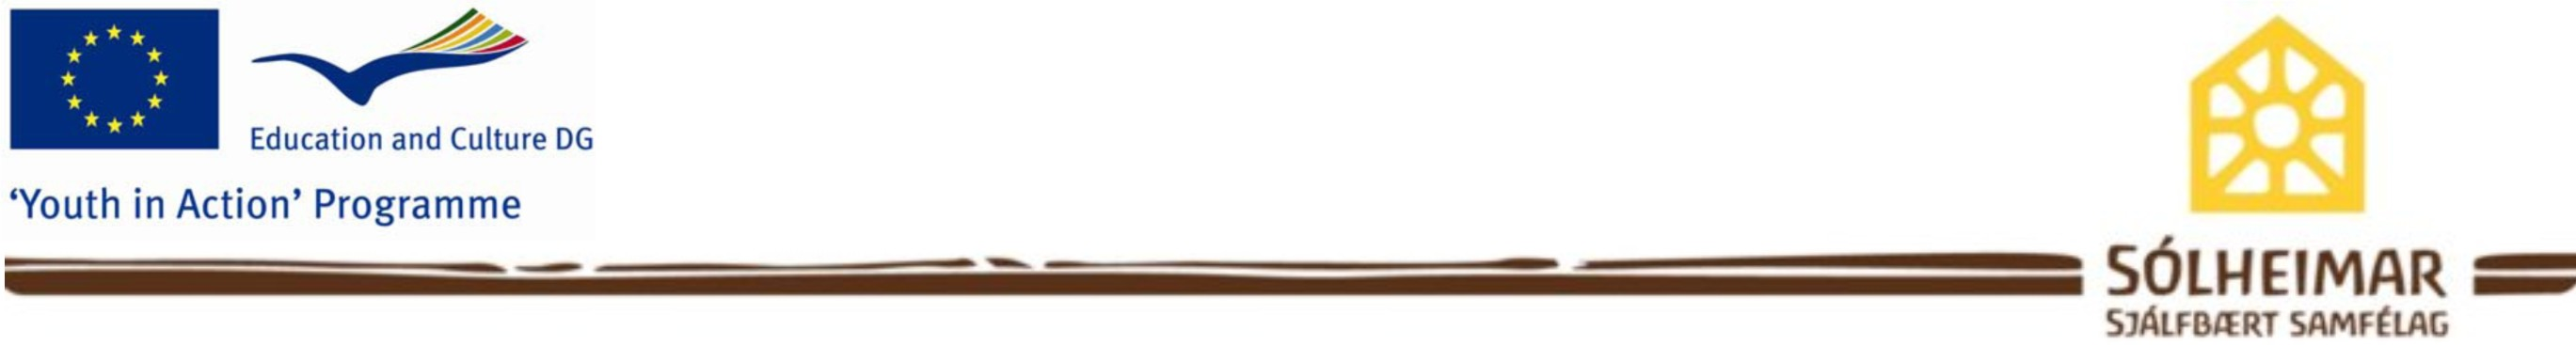 Education and Culture DG
‘Youth in Action’ Programme
SÓLHEIMAR
SJÁLFBÆRT SAMFÉLAG